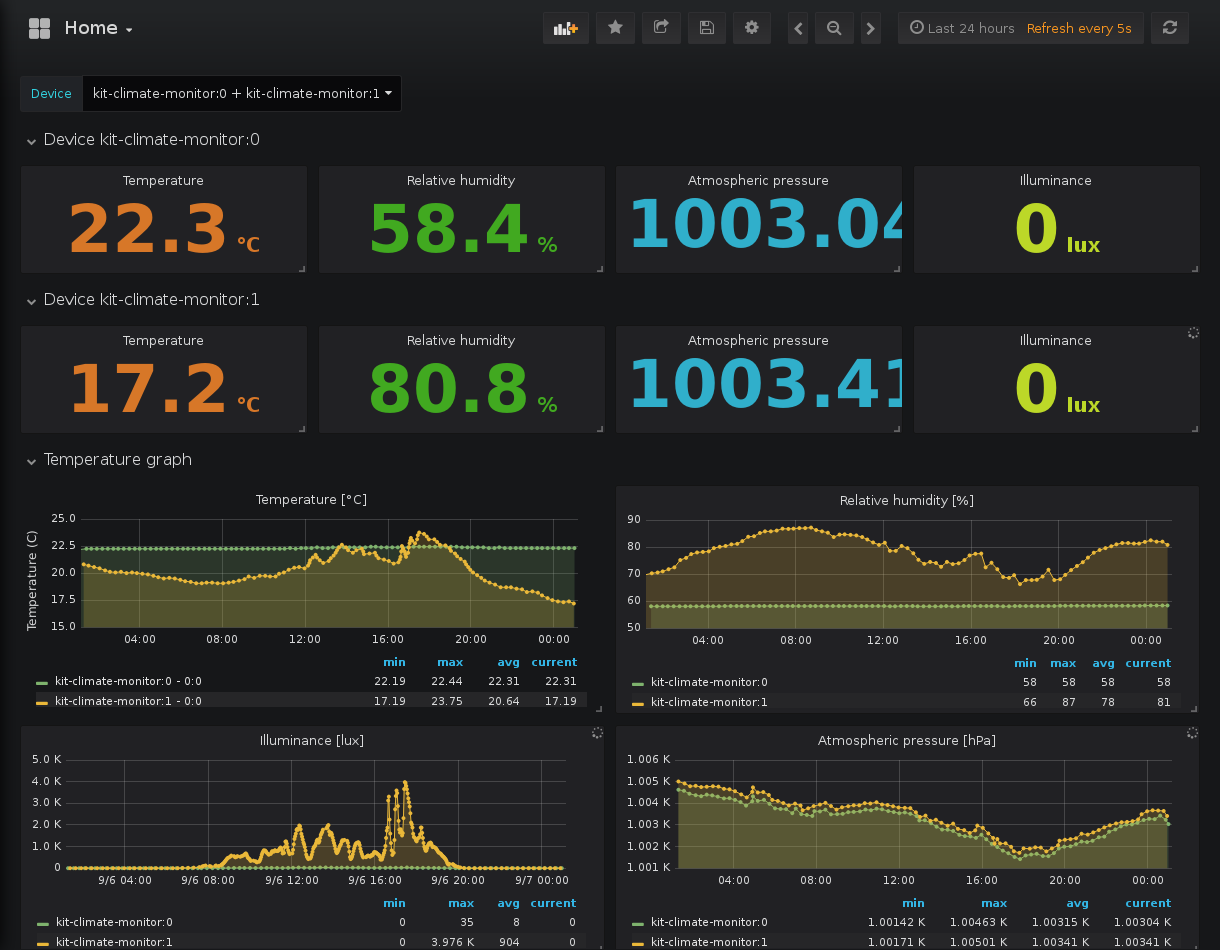 Home
Last 24 hours Refresh every 5s
Device kit-climate-monitor:0 + kit-climate-monitor:1
Device kit-climate-monitor:0
Temperature Relative humidity Atmospheric pressure Illuminance
22.3 °C 58.4 % 1003.04 0 lux
Device kit-climate-monitor:1
Temperature Relative humidity Atmospheric pressure Illuminance
17.2 °C 80.8 % 1003.41 0 lux
Temperature graph
Temperature [°C]
Temperature (C)
25.0
22.5
20.0
17.5
15.0
04:00 08:00 12:00 16:00 20:00 00:00
min max avg current
kit-climate-monitor:0 - 0:0 22.19 22.44 22.31 22.31
kit-climate-monitor:1 - 0:0 17.19 23.75 20.64 17.19
Relative humidity [%]
90
80
70
60
50
04:00 08:00 12:00 16:00 20:00 00:00
min max avg current
kit-climate-monitor:0 58 58 58 58
kit-climate-monitor:1 66 87 78 81
Illuminance [lux]
5.0 K
4.0 K
3.0 K
2.0 K
1.0 K
0
9/6 04:00 9/6 08:00 9/6 12:00 9/6 16:00 9/6 20:00 9/7 00:00
min max avg current
kit-climate-monitor:0 0 35 8 0
kit-climate-monitor:1 0 3.976 K 904 0
Atmospheric pressure [hPa]
1.006 K
1.005 K
1.004 K
1.003 K
1.002 K
1.001 K
04:00 08:00 12:00 16:00 20:00 00:00
min max avg current
kit-climate-monitor:0 1.00142 K 1.00463 K 1.00315 K 1.00304 K
kit-climate-monitor:1 1.00171 K 1.00501 K 1.00341 K 1.00341 K